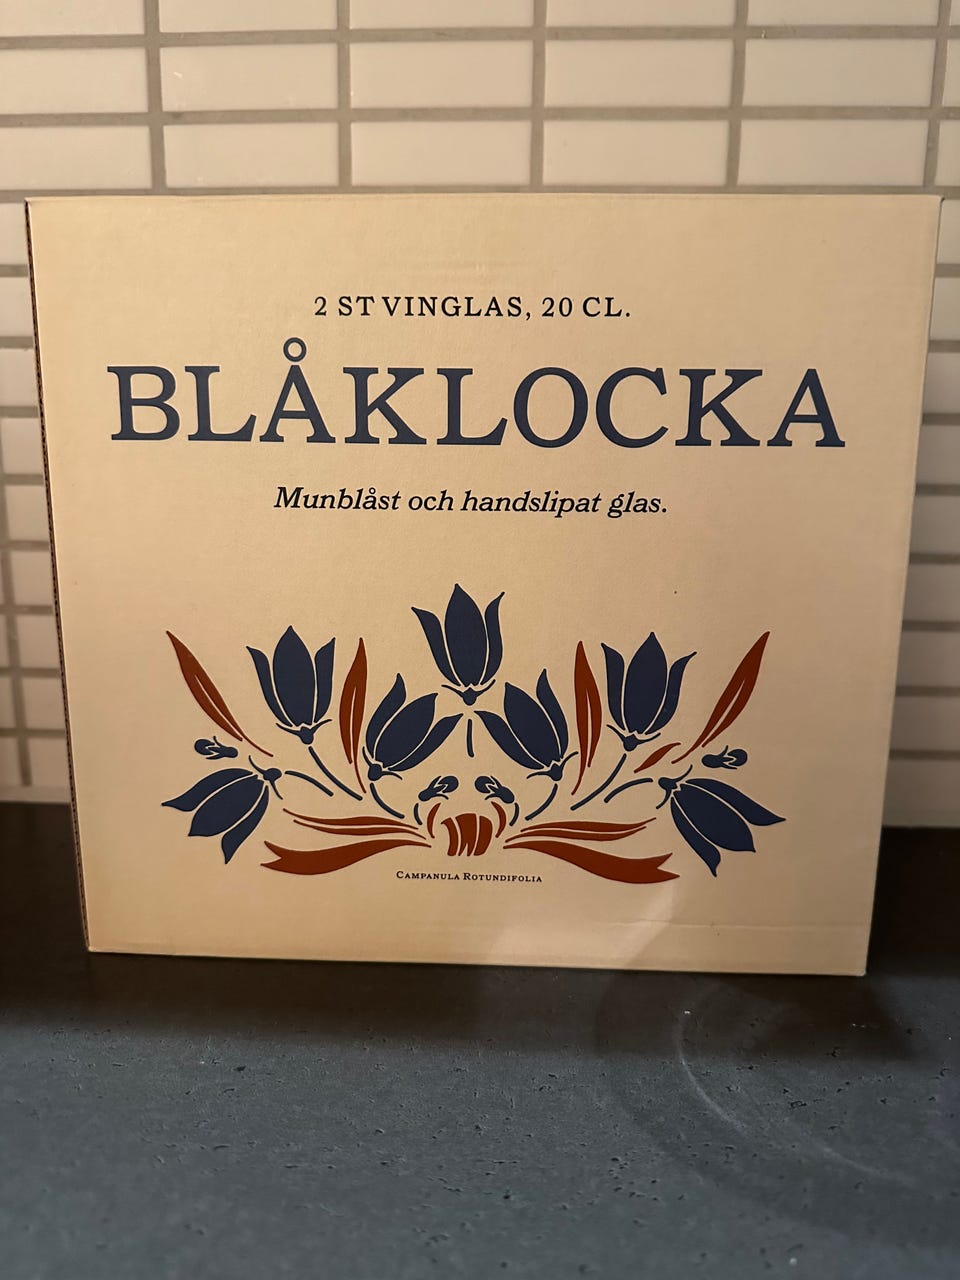 2 ST VINGLAS, 20 CL.
BLÅKLOCKA
Munblåst och handslipat glas.
CAMPANULA ROTUNDIFOLIA